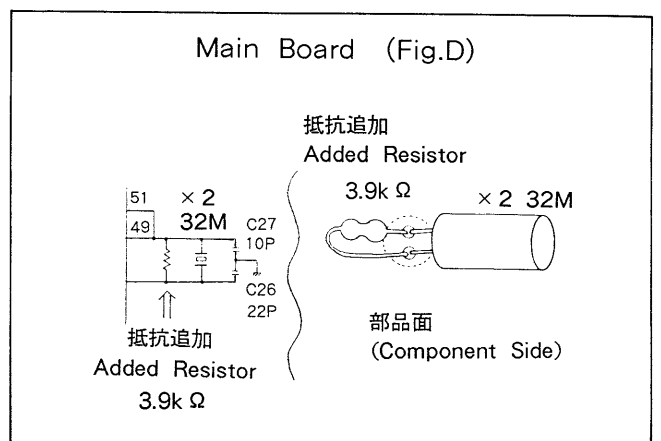 Main Board (Fig.D)
抵抗追加
Added Resistor
3.9k Ω
× 2 32M
51
× 2
49
32M
C27
10P
C26
22P
抵抗追加
Added Resistor
3.9k Ω
部品面
(Component Side)